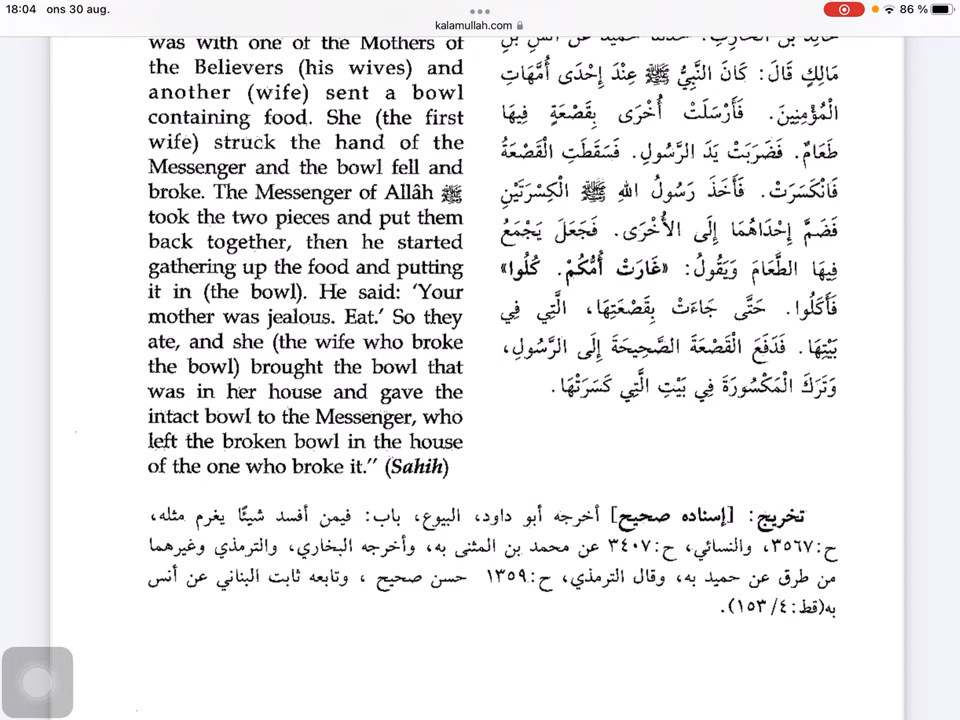 18:04 ons 30 aug.
86 %
kalamullah.com
was with one of the Mothers of
the Believers (his wives) and
another (wife) sent a bowl
containing food. She (the first
wife) struck the hand of the
Messenger and the bowl fell and
broke. The Messenger of Allâh ﷺ
took the two pieces and put them
back together, then he started
gathering up the food and putting
it in (the bowl). He said: ‘Your
mother was jealous. Eat.’ So they
ate, and she (the wife who broke
the bowl) brought the bowl that
was in her house and gave the
intact bowl to the Messenger, who
left the broken bowl in the house
of the one who broke it.” (Sahih)
مَالِكٍ قَالَ: كَانَ النَّبِيُّ ﷺ عِنْدَ إِحْدَى أُمَّهَاتِ
الْمُؤْمِنِينَ. فَأَرْسَلَتْ أُخْرَى بِقَصْعَةٍ فِيهَا
طَعَامٌ. فَضَرَبَتْ يَدَ الرَّسُولِ. فَسَقَطَتِ الْقَصْعَةُ
فَانْكَسَرَتْ. فَأَخَذَ رَسُولُ اللهِ ﷺ الْكِسْرَتَيْنِ
فَضَمَّ إِحْدَاهُمَا إِلَى الأُخْرَى. فَجَعَلَ يَجْمَعُ
فِيهَا الطَّعَامَ وَيَقُولُ: «غَارَتْ أُمُّكُمْ. كُلُوا»
فَأَكَلُوا. حَتَّى جَاءَتْ بِقَصْعَتِهَا، الَّتِي فِي
بَيْتِهَا. فَدَفَعَ الْقَصْعَةَ الصَّحِيحَةَ إِلَى الرَّسُولِ،
وَتَرَكَ الْمَكْسُورَةَ فِي بَيْتِ الَّتِي كَسَرَتْهَا.
تخريج: [إسناده صحيح] أخرجه أبو داود، البيوع، باب: فيمن أفسد شيئًا يغرم مثله،
ح:٣٥٦٧، والنسائي، ح:٣٤٠٧ عن محمد بن المثنى به، وأخرجه البخاري، والترمذي وغيرهما
من طرق عن حميد به، وقال الترمذي، ح:١٣٥٩ حسن صحيح ، وتابعه ثابت البناني عن أنس
به(قط:٤/ ١٥٣).